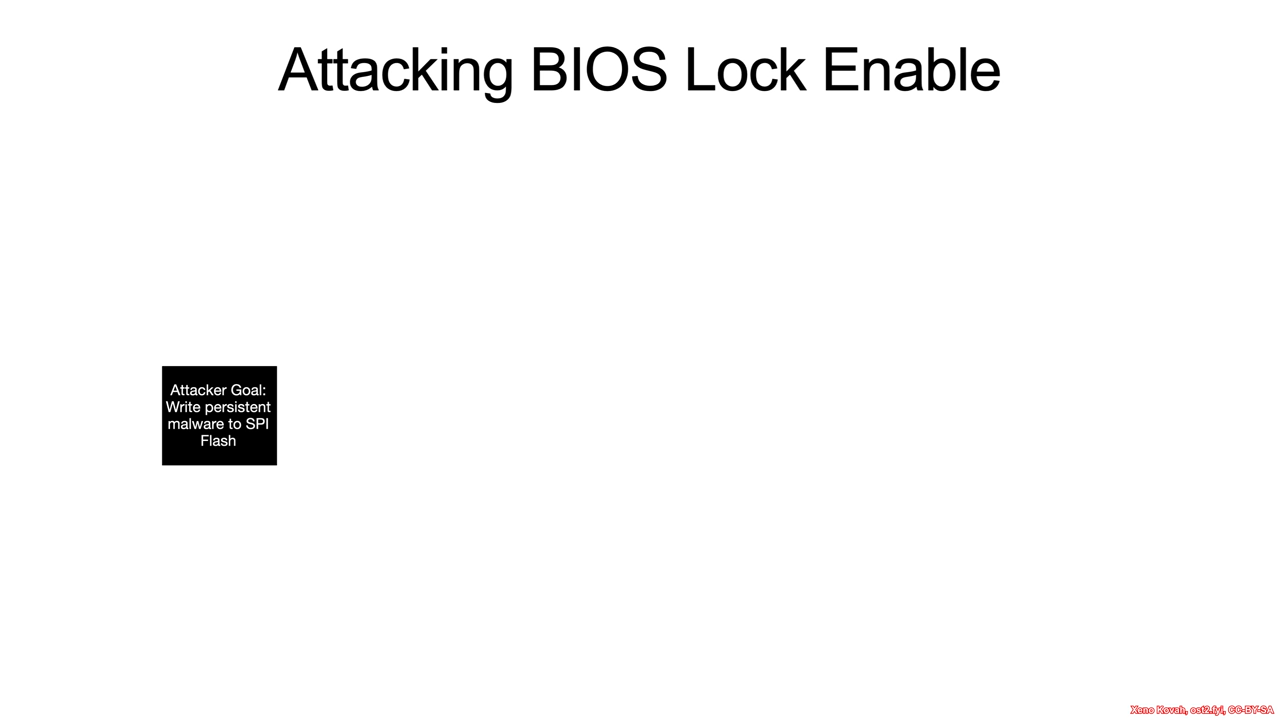 Attacking BIOS Lock Enable
Attacker Goal:
Write persistent
malware to SPI
Flash
Xeno Kovah, ost2.fyi, CC-BY-SA